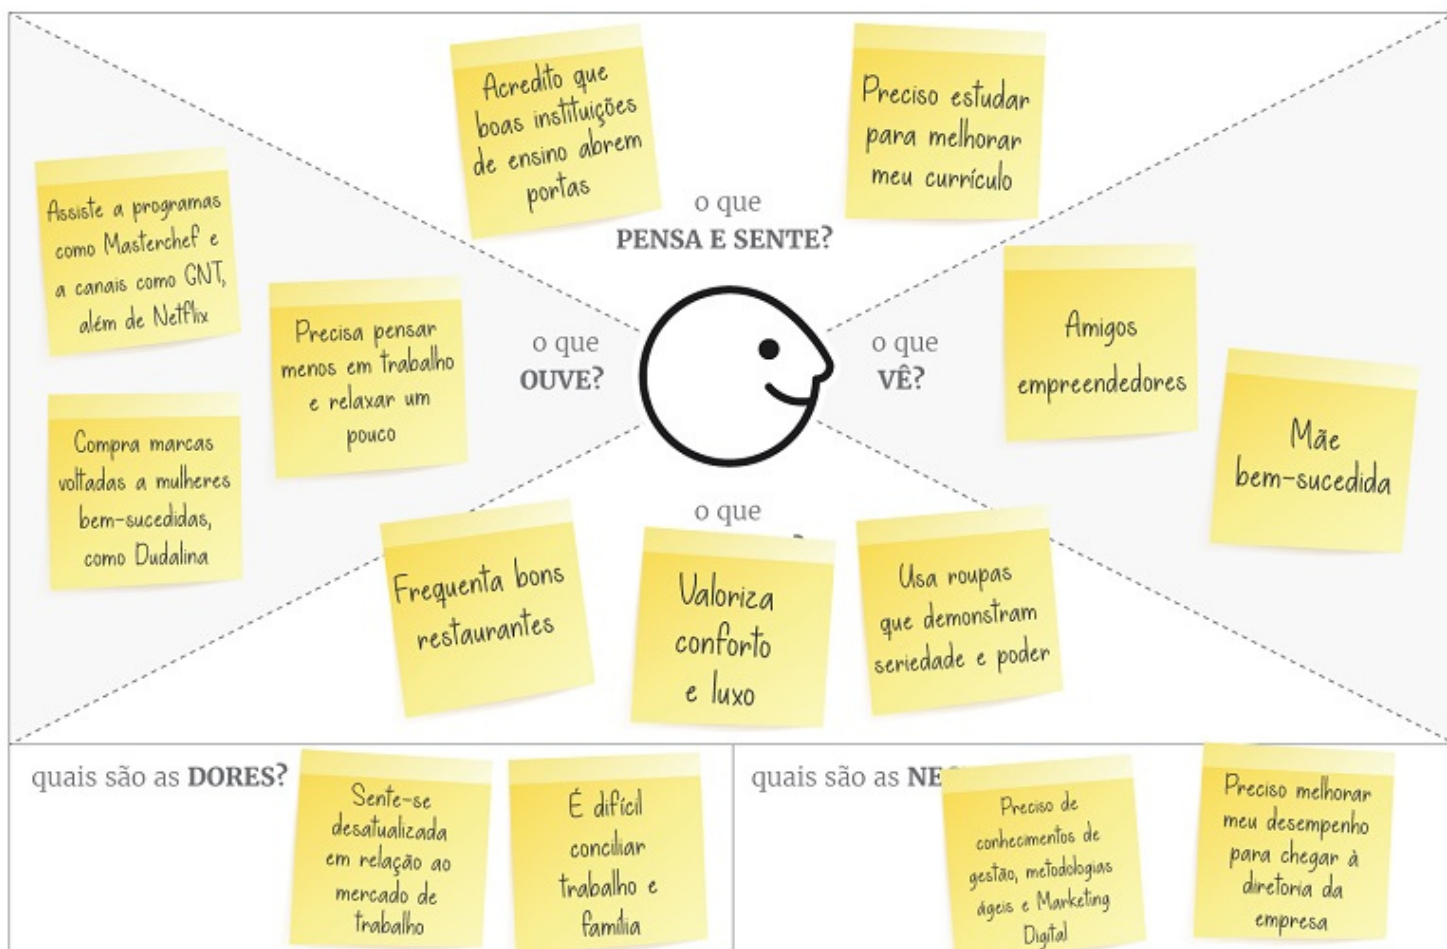 Acredito que
boas instituições
de ensino abrem
portas
Preciso estudar
para melhorar
meu currículo
o que
PENSA E SENTE?
Assiste a programas
como Masterchef e
a canais como GNT,
além de Netflix
Precisa pensar
menos em trabalho
e relaxar um
pouco
Compra marcas
voltadas a mulheres
bem-sucedidas,
como Dudalina
o que
OUVE?
o que
VÊ?
Amigos
empreendedores
Mãe
bem-sucedida
o que
Frequenta bons
restaurantes
Valoriza
conforto
e luxo
Usa roupas
que demonstram
seriedade e poder
quais são as DORES?
Sente-se
desatualizada
em relação ao
mercado de
trabalho
É difícil
conciliar
trabalho e
família
quais são as
Preciso de
conhecimentos de
gestão, metodologias
ágeis e Marketing
Digital
Preciso melhorar
meu desempenho
para chegar à
diretoria da
empresa